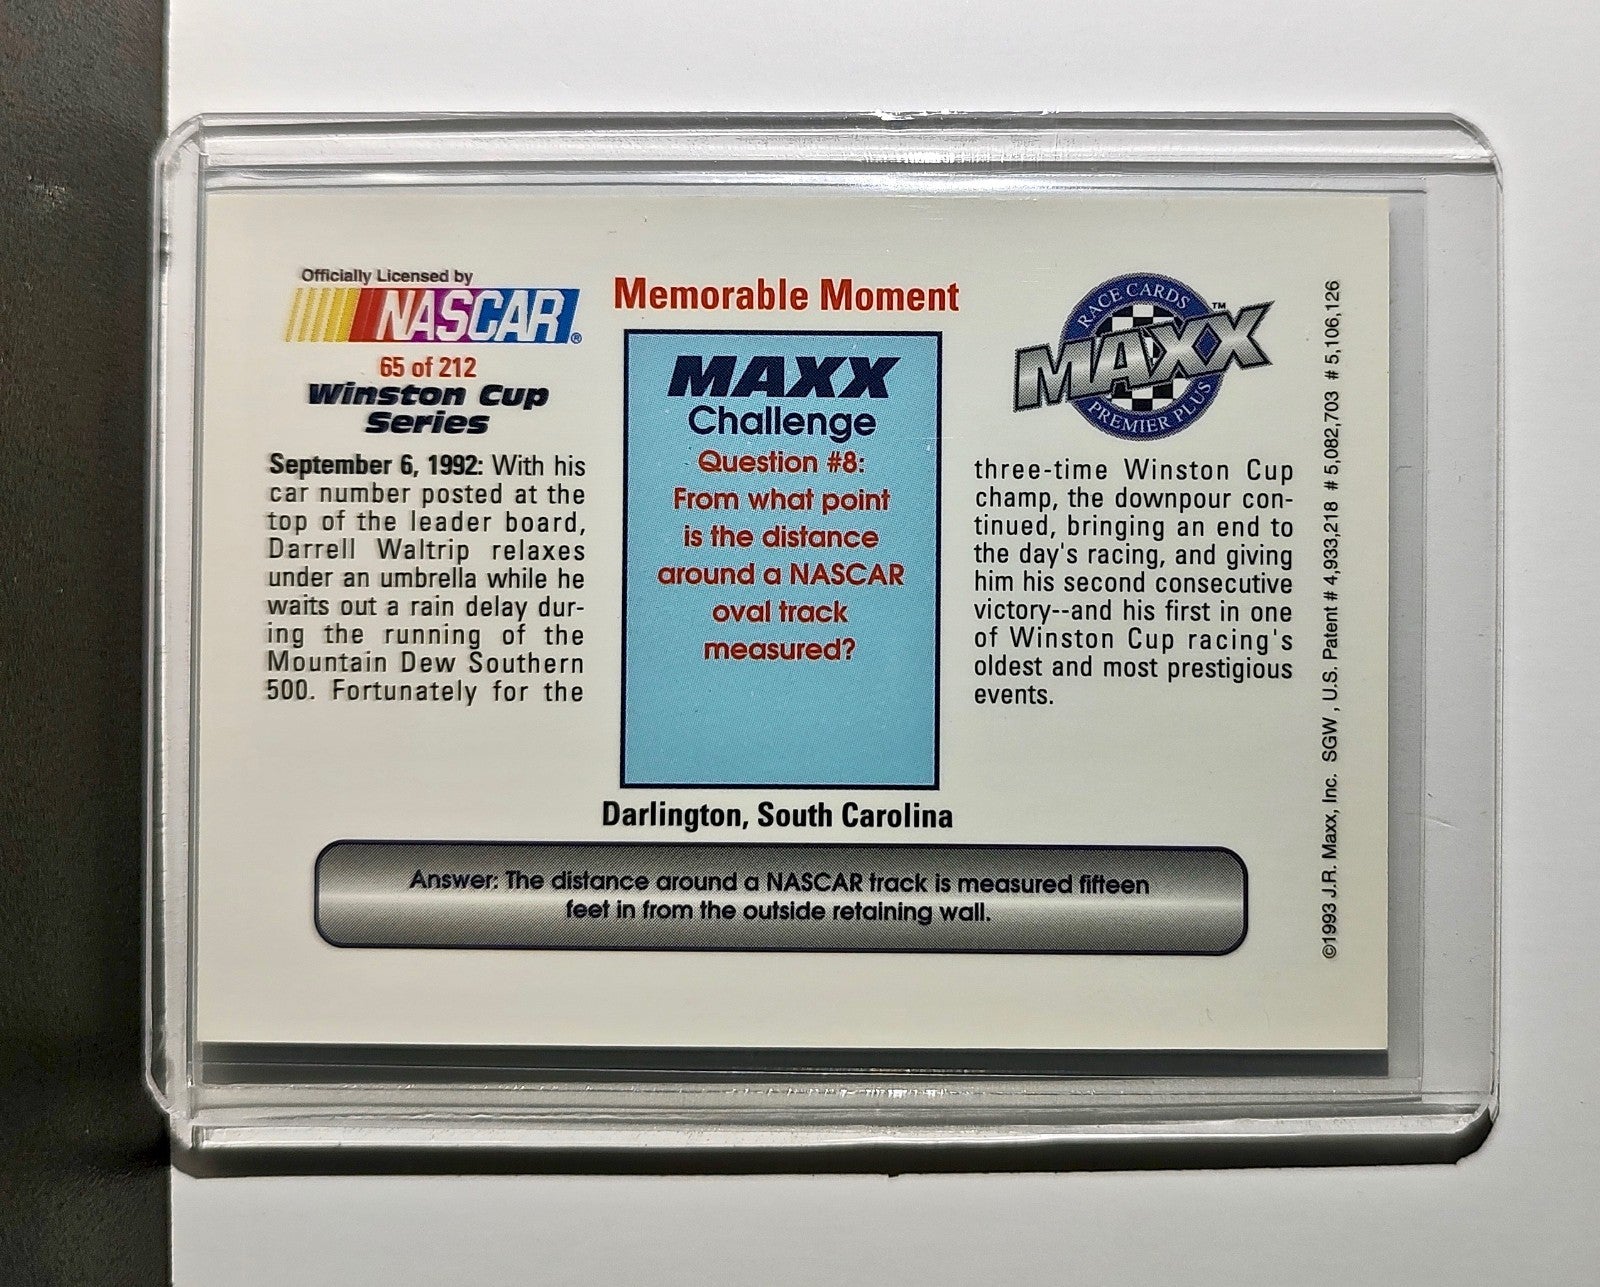 Officially Licensed by
NASCAR®
65 of 212
Winston Cup
Series
September 6, 1992: With his
car number posted at the
top of the leader board,
Darrell Waltrip relaxes
under an umbrella while he
waits out a rain delay dur-
ing the running of the
Mountain Dew Southern
500. Fortunately for the
Memorable Moment
MAXX
Challenge
Question #8:
From what point
is the distance
around a NASCAR
oval track
measured?
Darlington, South Carolina
RACE CARDS
MAXX™
PREMIER PLUS
three-time Winston Cup
champ, the downpour con-
tinued, bringing an end to
the day's racing, and giving
him his second consecutive
victory--and his first in one
of Winston Cup racing's
oldest and most prestigious
events.
Answer: The distance around a NASCAR track is measured fifteen
feet in from the outside retaining wall.
©1993 J.R. Maxx, Inc. SGW , U.S. Patent # 4,933,218 # 5,082,703 # 5,106,126